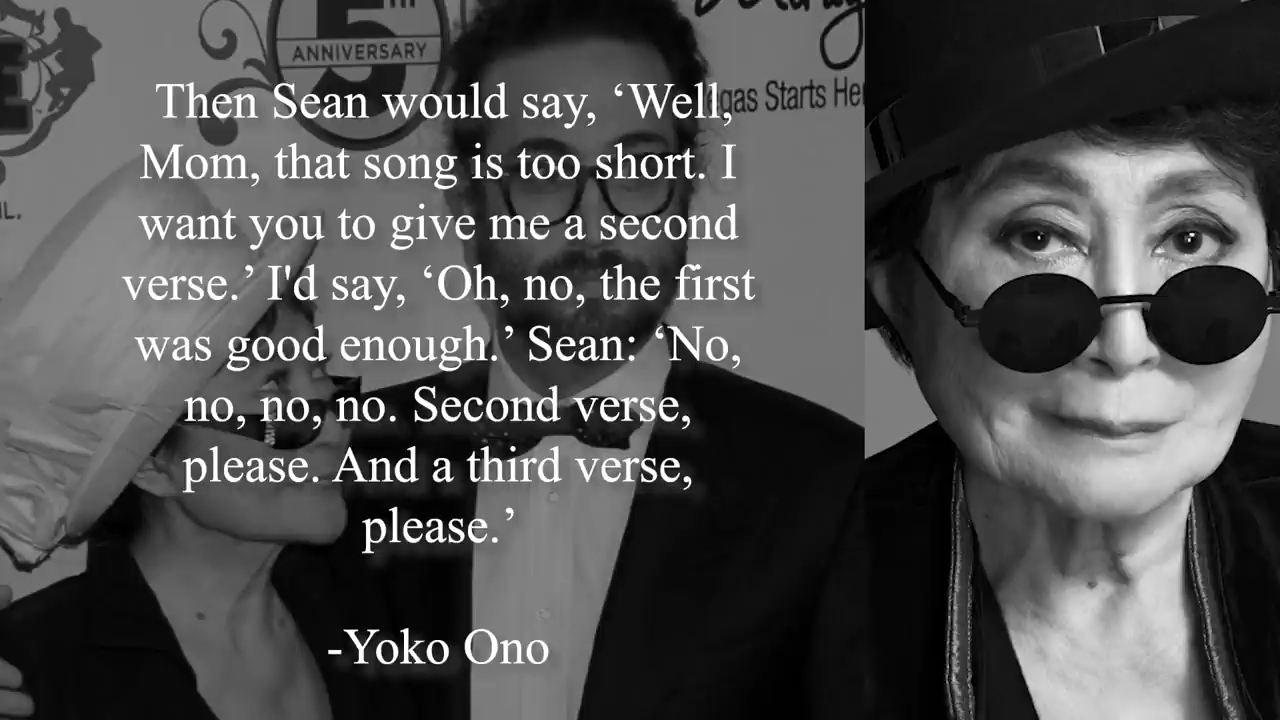 ANNIVERSARY
gas Starts He
Then Sean would say, ‘Well,
Mom, that song is too short. I
want you to give me a second
verse.’ I'd say, ‘Oh, no, the first
was good enough.’ Sean: ‘No,
no, no, no. Second verse,
please. And a third verse,
please.’
-Yoko Ono